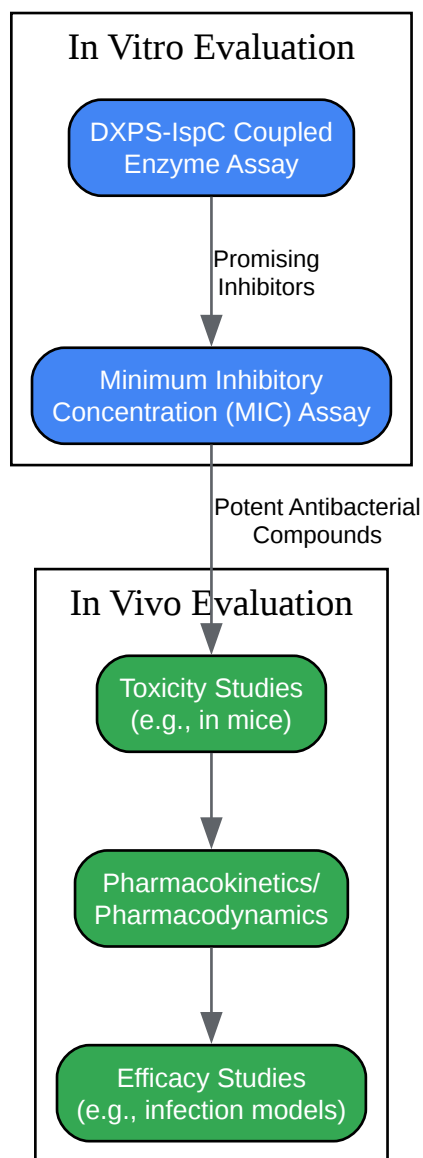 In Vitro Evaluation
DXPS-IspC Coupled
Enzyme Assay
Promising
Inhibitors
Minimum Inhibitory
Concentration (MIC) Assay
Potent Antibacterial
Compounds
In Vivo Evaluation
Toxicity Studies
(e.g., in mice)
Pharmacokinetics/
Pharmacodynamics
Efficacy Studies
(e.g., infection models)